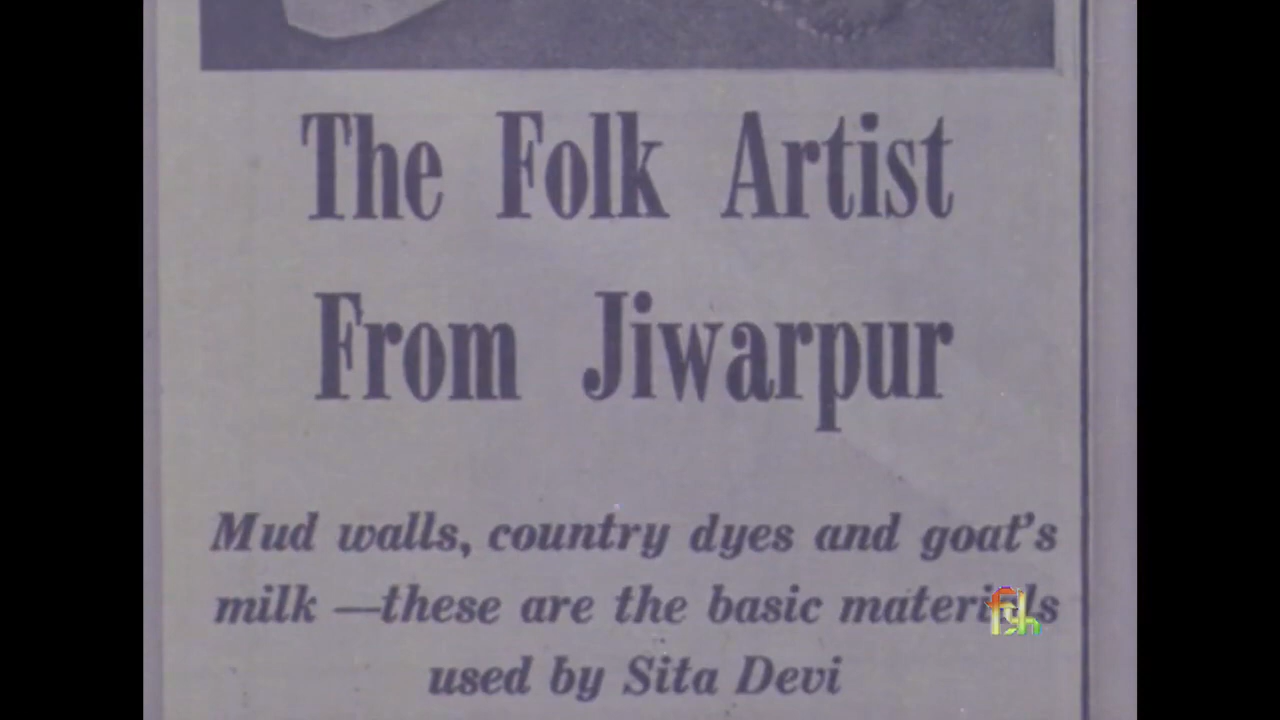 The Folk Artist
From Jiwarpur
Mud walls, country dyes and goat's
milk —these are the basic materials
used by Sita Devi